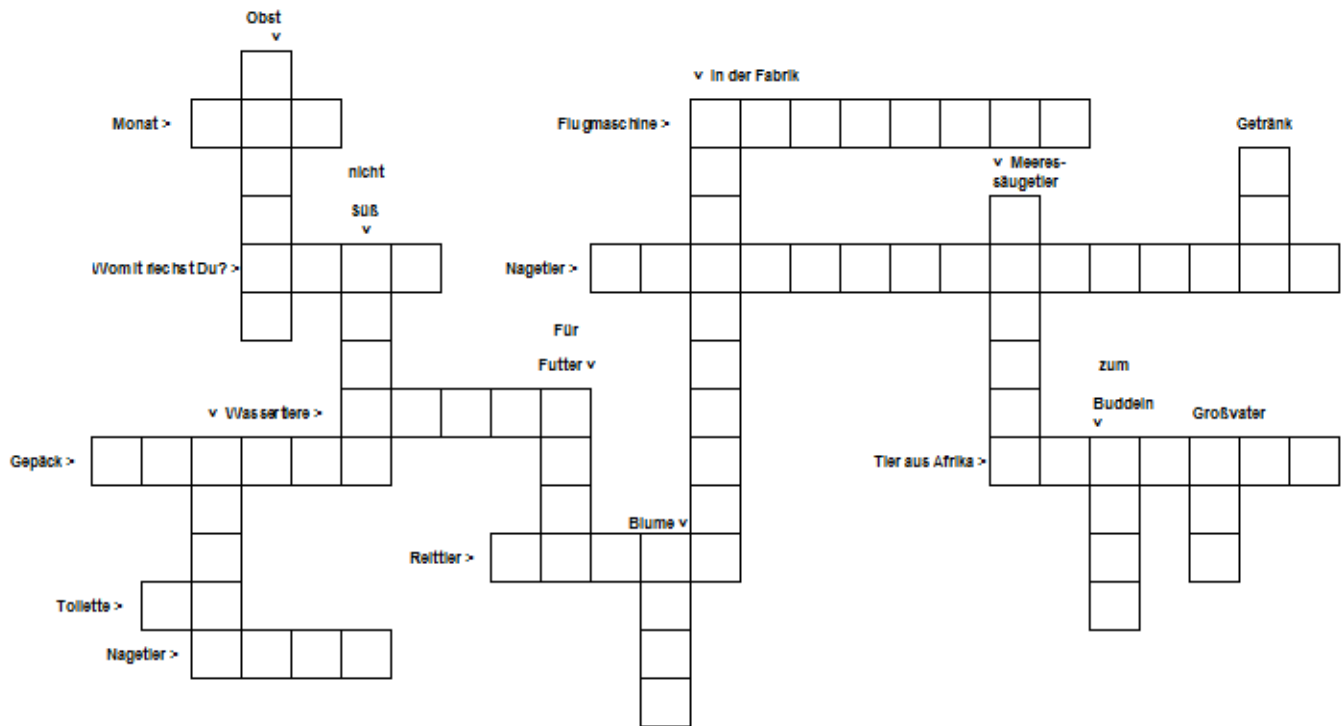 Obst
v
v In der Fabrik
Monat >
Flugmaschine >
Getränk
nicht
Süß
v
v Meeres-
säugetier
Womit riechst Du? >
Nagetier >
Für
Futter v
zum
Buddeln
v
v Wassertiere >
Großvater
Gepäck >
Tier aus Afrika >
Blume v
Reittier >
Toilette >
Nagetier >